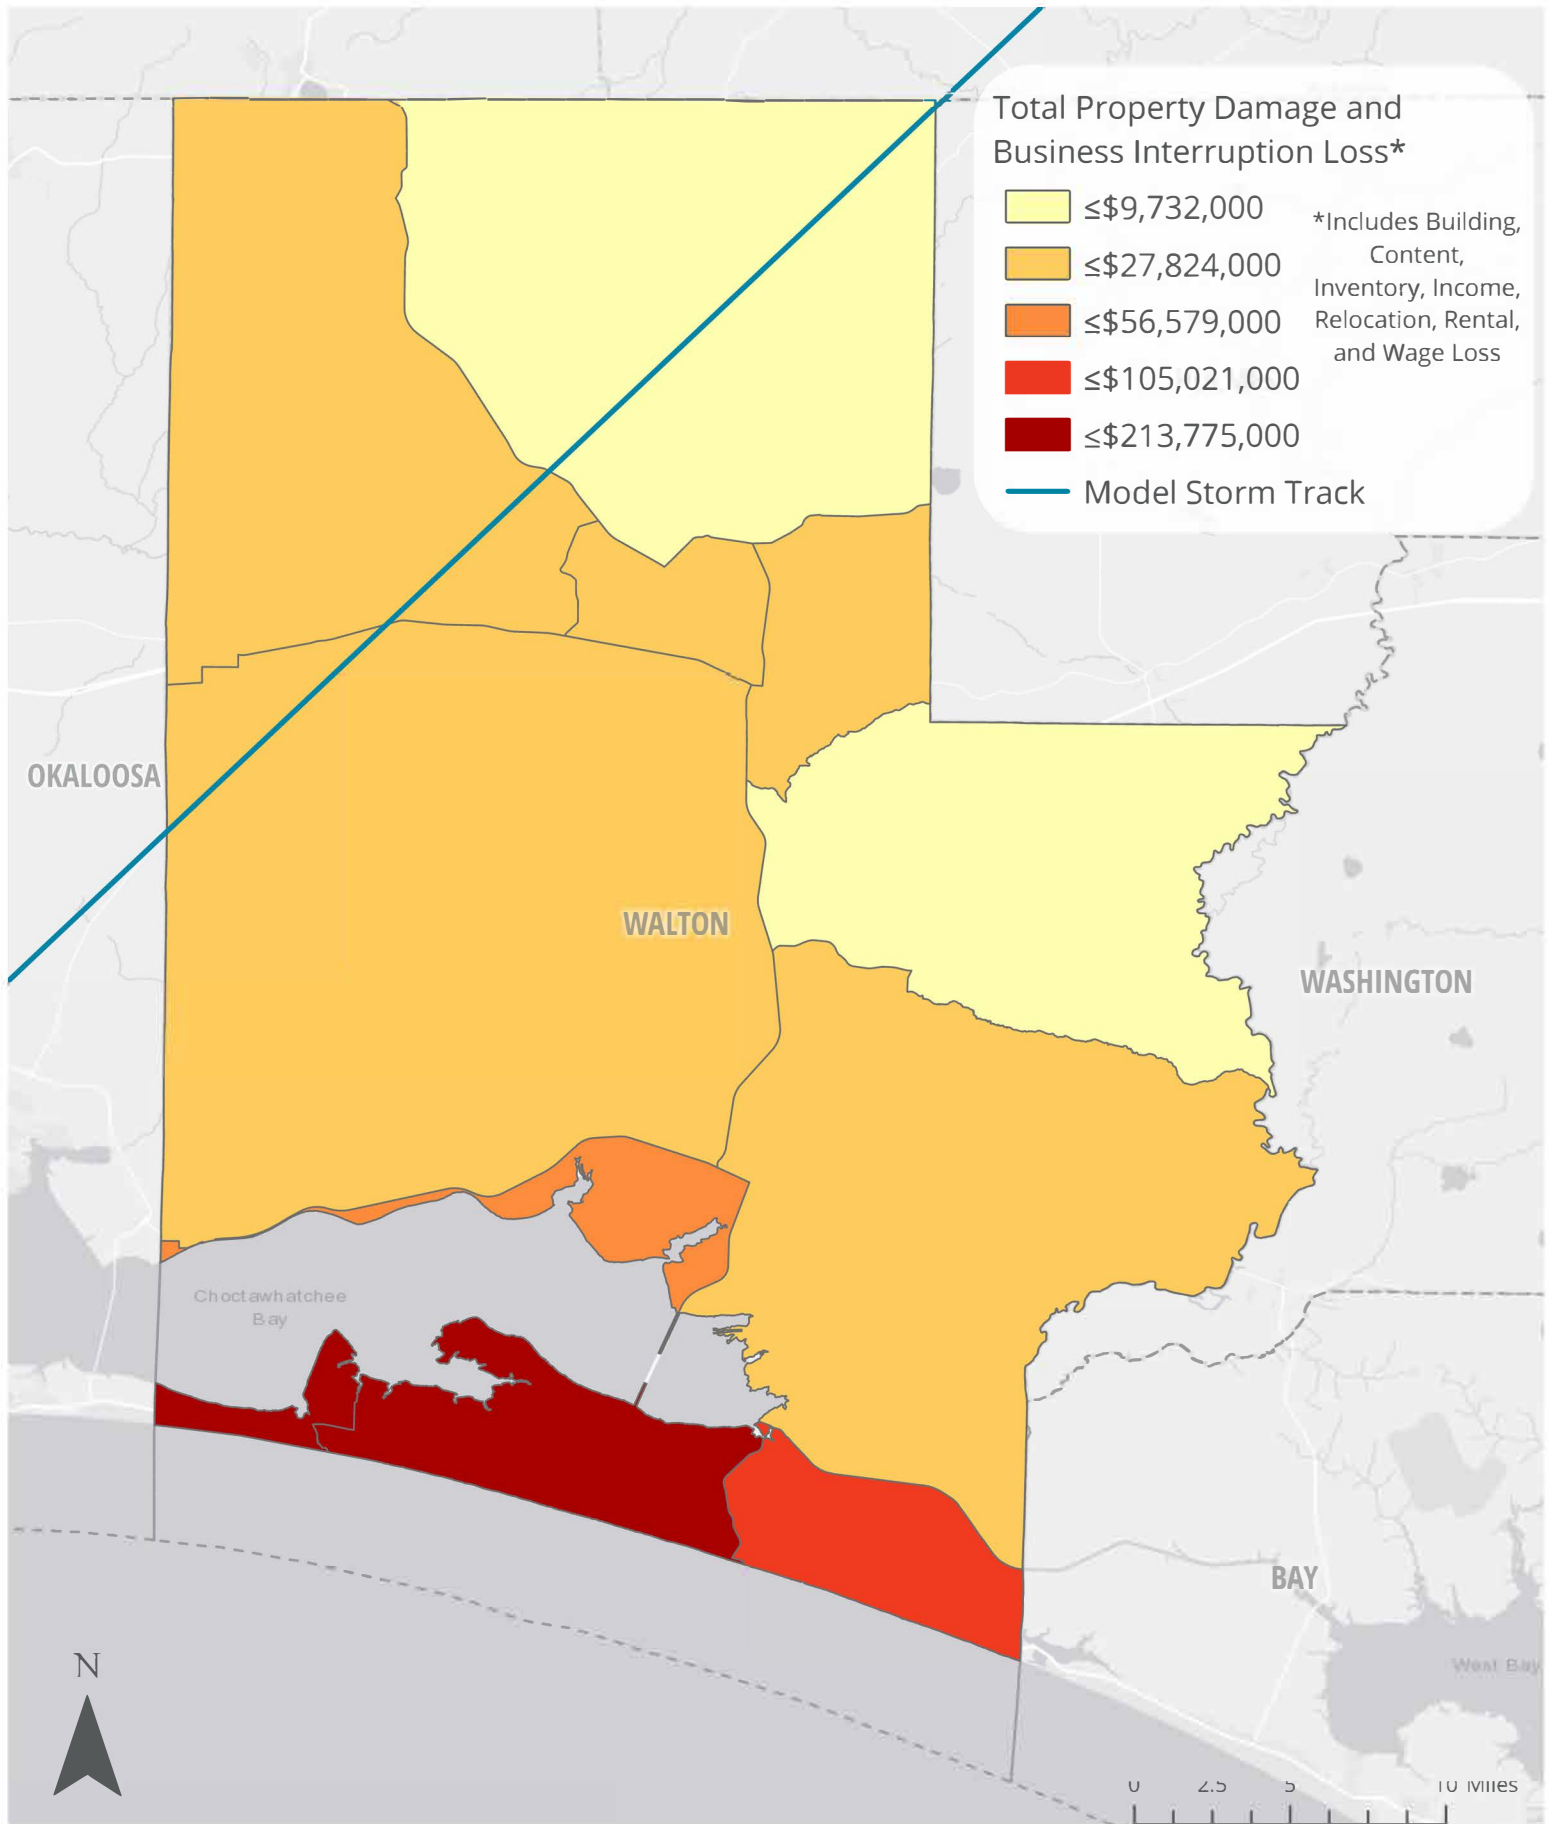 Total Property Damage and
Business Interruption Loss*
≤$9,732,000
≤$27,824,000
≤$56,579,000
≤$105,021,000
≤$213,775,000
Model Storm Track
*Includes Building,
Content,
Inventory, Income,
Relocation, Rental,
and Wage Loss
OKALOOSA
WALTON
WASHINGTON
Choctawhatchee
Bay
BAY
West Bay
N
0 2.5 5 10 Miles